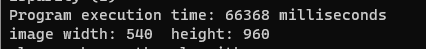 Program execution time: 66368 milliseconds
image width: 540  height: 960